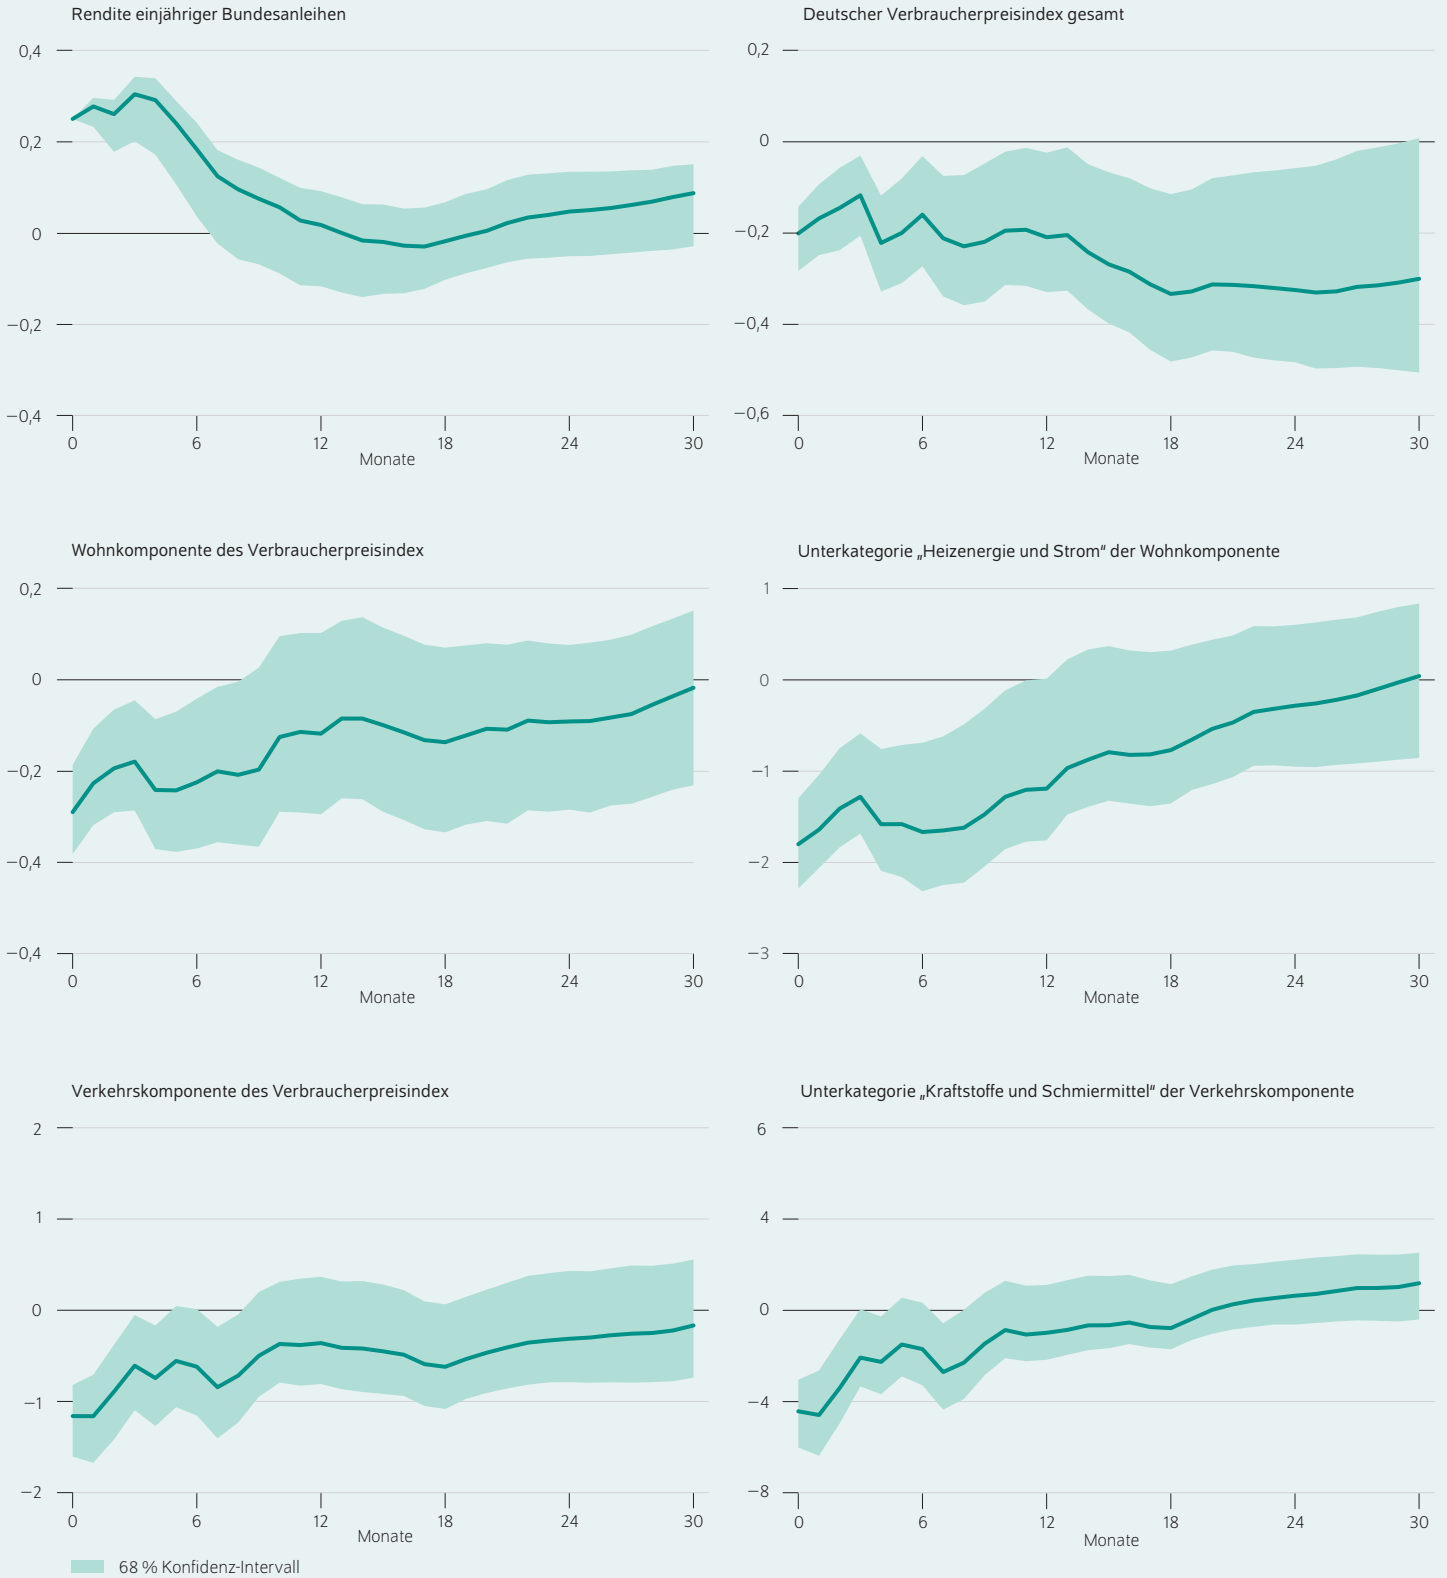 Rendite einjähriger Bundesanleihen
0,4
0,2
0
−0,2
−0,4
0 6 12 18 24 30
Monate
Deutscher Verbraucherpreisindex gesamt
0,2
0
−0,2
−0,4
−0,6
0 6 12 18 24 30
Monate
Wohnkomponente des Verbraucherpreisindex
0,2
0
−0,2
−0,4
−0,4
0 6 12 18 24 30
Monate
Unterkategorie „Heizenergie und Strom“ der Wohnkomponente
1
0
−1
−2
−3
0 6 12 18 24 30
Monate
Verkehrskomponente des Verbraucherpreisindex
2
1
0
−1
−2
0 6 12 18 24 30
Monate
Unterkategorie „Kraftstoffe und Schmiermittel“ der Verkehrskomponente
6
4
0
−4
−8
0 6 12 18 24 30
Monate
68 % Konfidenz-Intervall